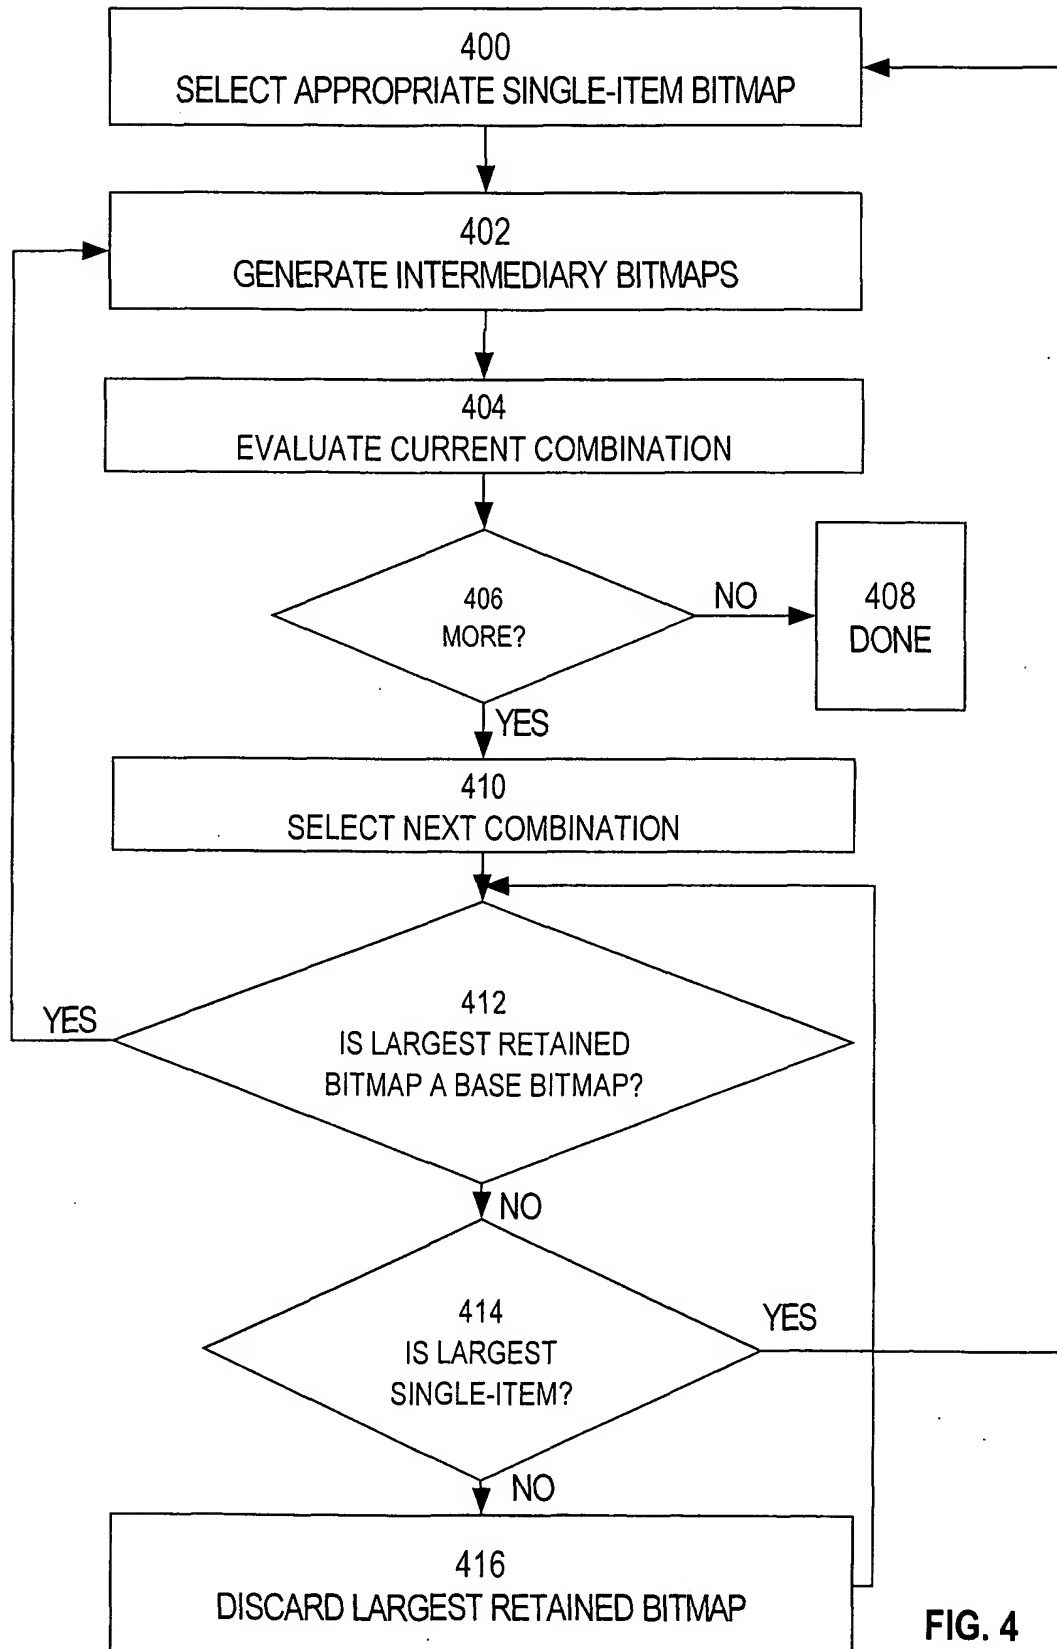 400
SELECT APPROPRIATE SINGLE-ITEM BITMAP
402
GENERATE INTERMEDIARY BITMAPS
404
EVALUATE CURRENT COMBINATION
406
MORE?
NO
408
DONE
YES
410
SELECT NEXT COMBINATION
412
IS LARGEST RETAINED
BITMAP A BASE BITMAP?
YES
NO
414
IS LARGEST
SINGLE-ITEM?
YES
NO
416
DISCARD LARGEST RETAINED BITMAP
FIG. 4